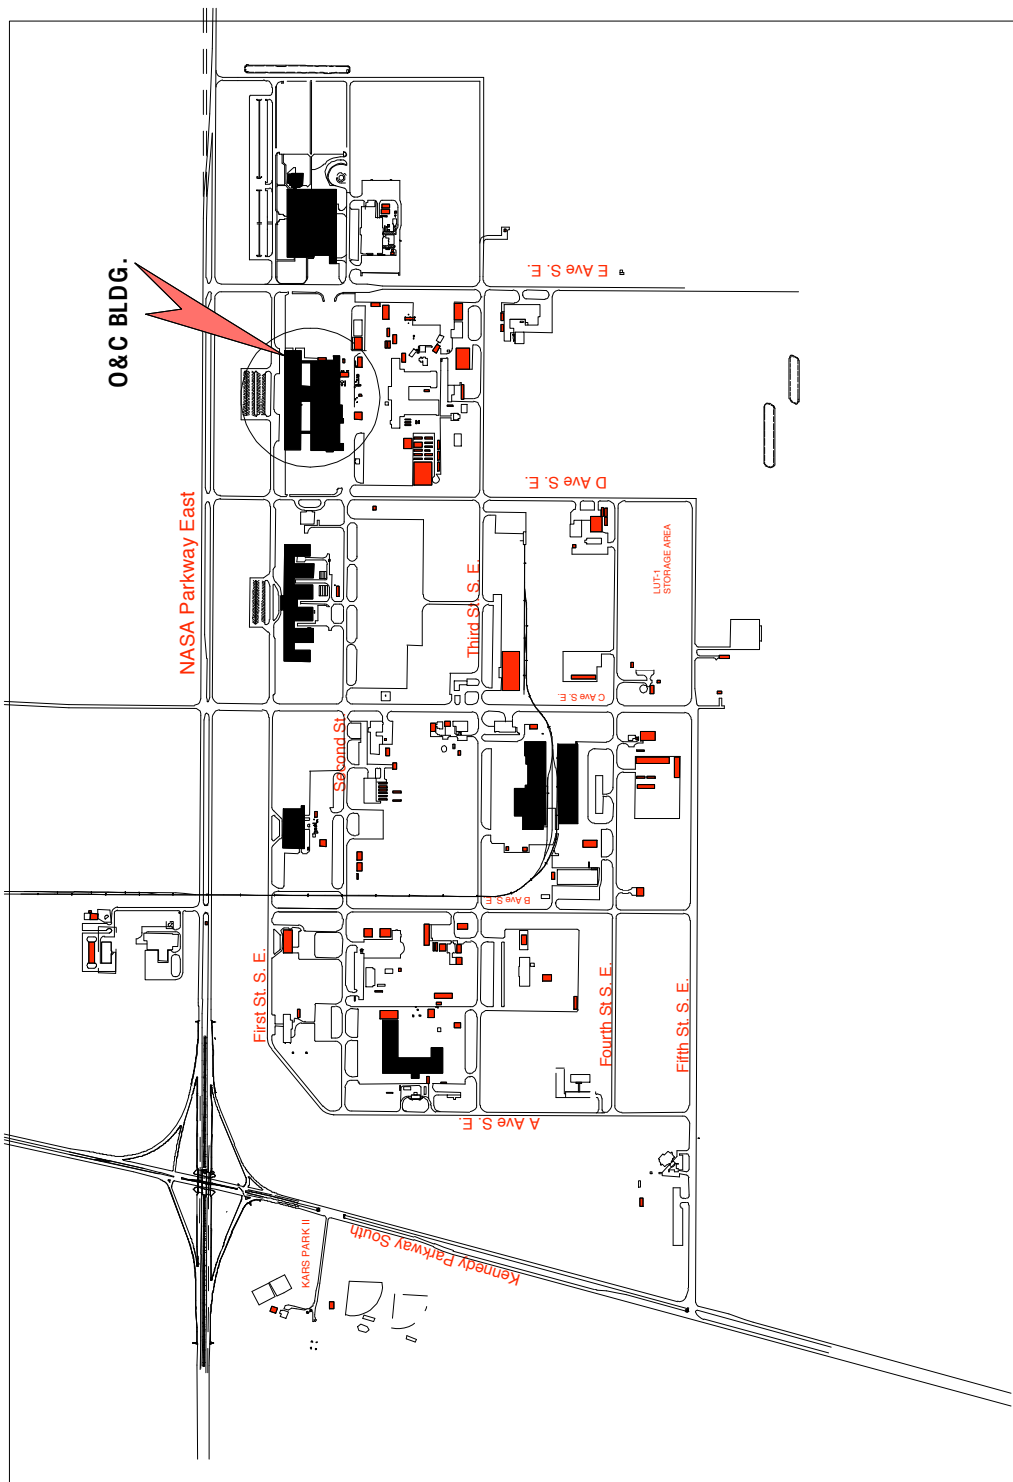 O&C BLDG.
E Ave S. E.
NASA Parkway East
D Ave S. E.
LUT-1
STORAGE AREA
Third St. S. E.
C Ave S. E.
Second St
B Ave S. E
First St. S. E.
Fourth St S. E.
Fifth St. S. E.
A Ave S. E.
KARS PARK II
Kennedy Parkway South